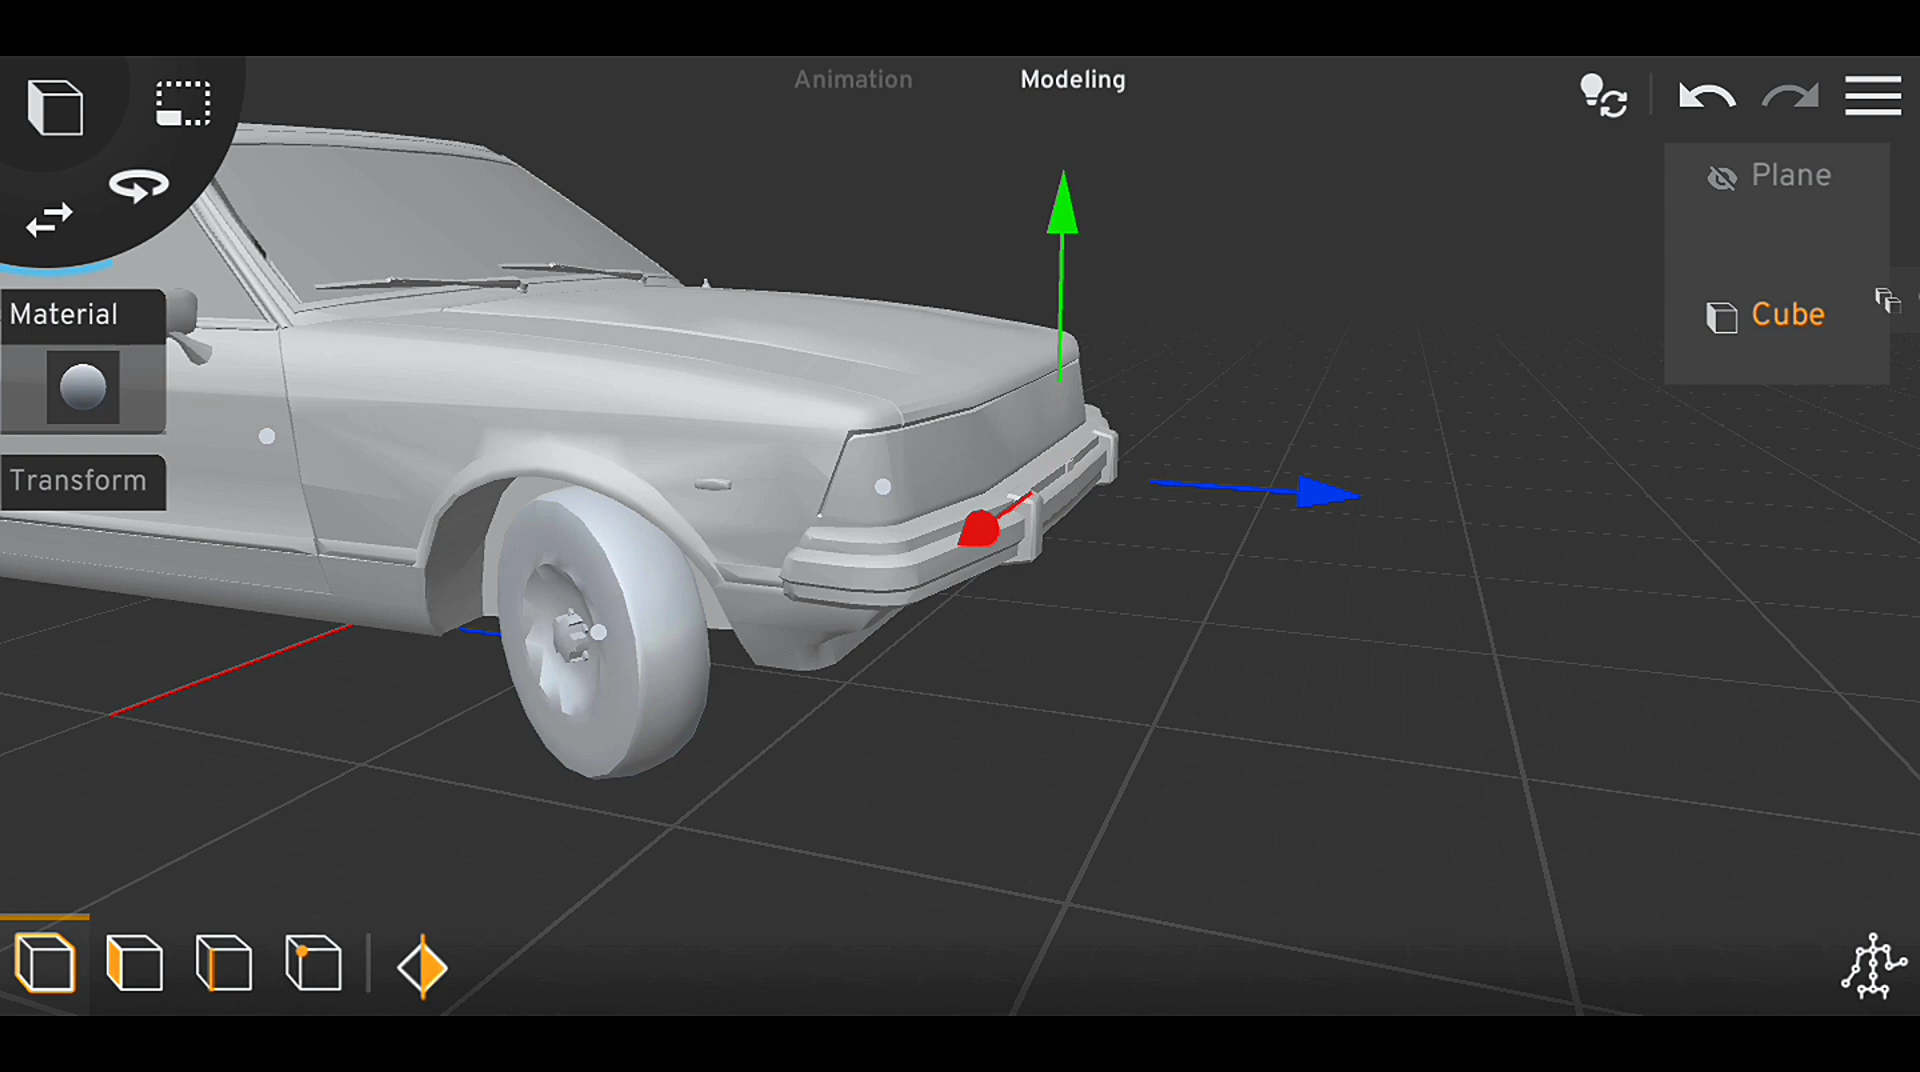 Animation
Modeling
Plane
Material
Cube
Transform